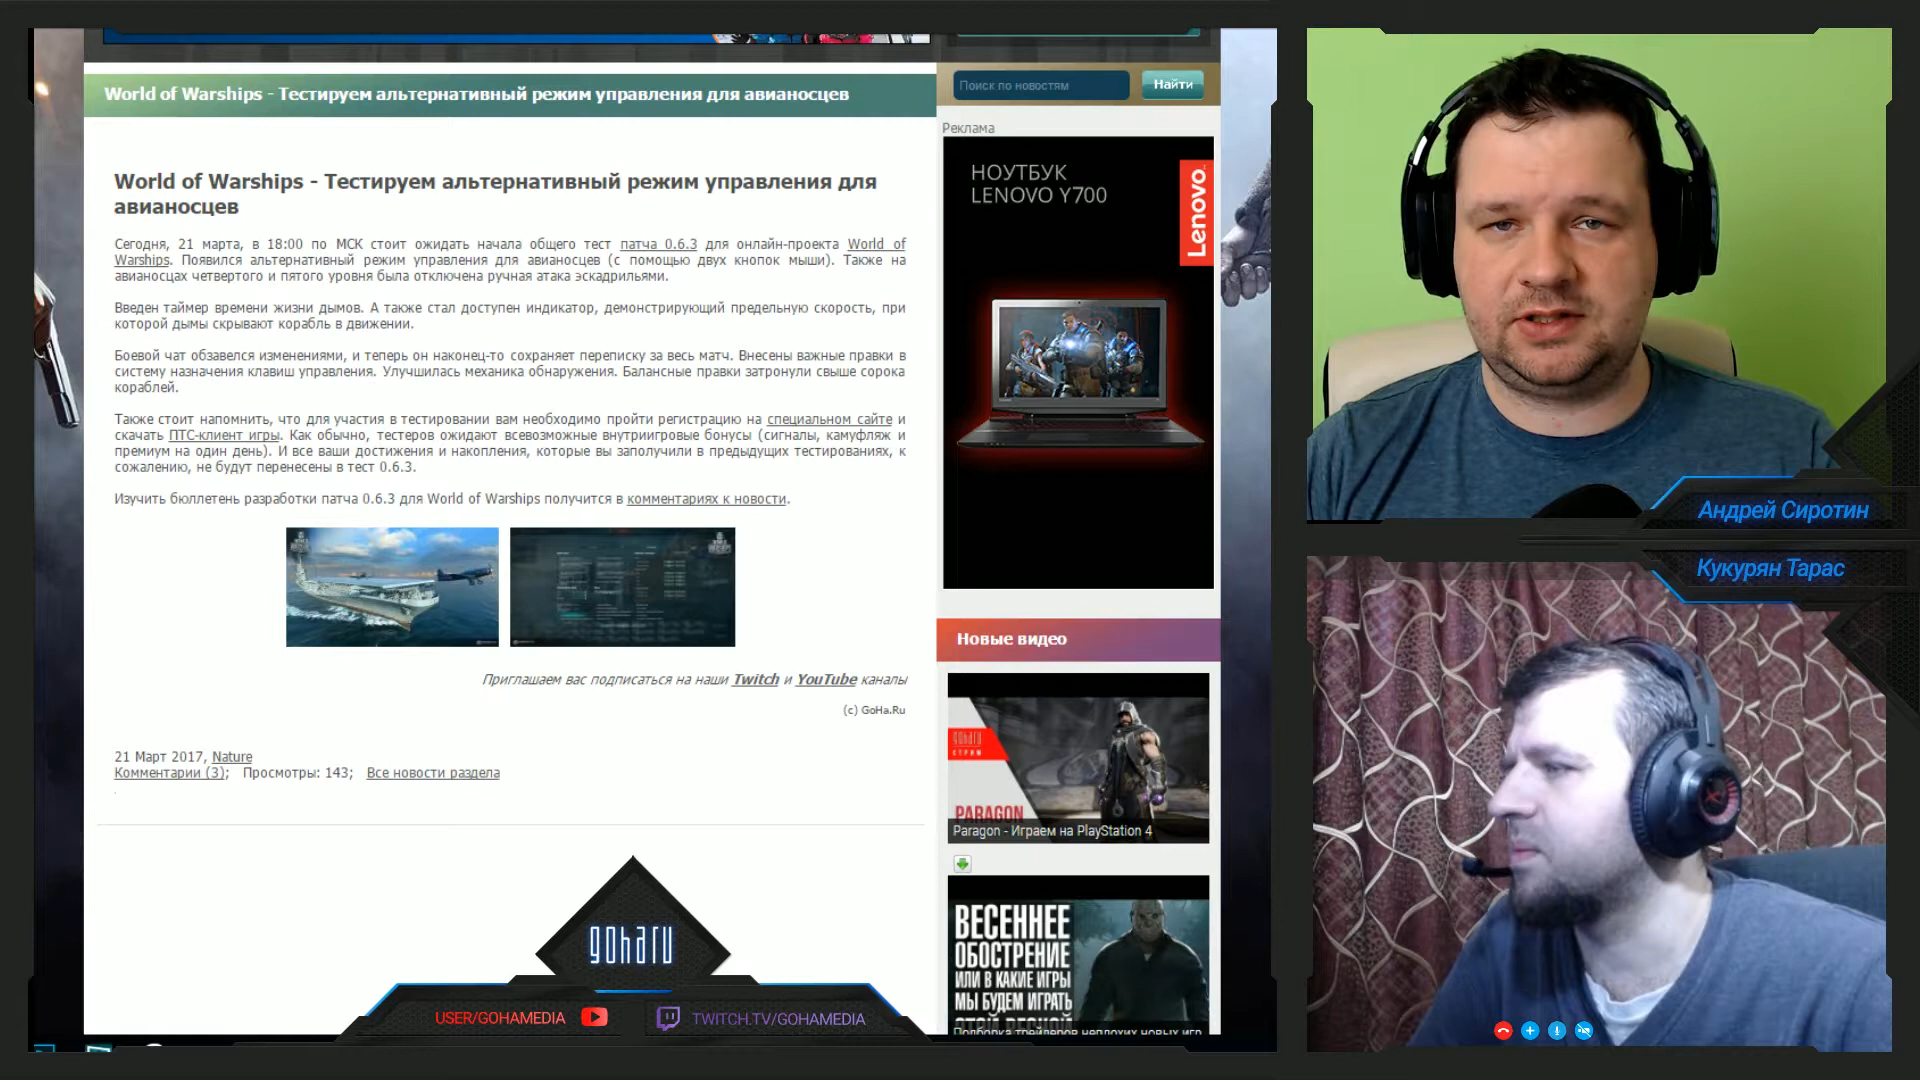 World of Warships - Тестируем альтернативный режим управления для авианосцев
World of Warships - Тестируем альтернативный режим управления для
авианосцев
Сегодня, 21 марта, в 18:00 по МСК стоит ожидать начала общего тест патча 0.6.3 для онлайн-проекта World of
Warships. Появился альтернативный режим управления для авианосцев (с помощью двух кнопок мыши). Также на
авианосцах четвертого и пятого уровня была отключена ручная атака эскадрильями.
Введен таймер времени жизни дымов. А также стал доступен индикатор, демонстрирующий предельную скорость, при
которой дымы скрывают корабль в движении.
Боевой чат обзавелся изменениями, и теперь он наконец-то сохраняет переписку за весь матч. Внесены важные правки в
систему назначения клавиш управления. Улучшилась механика обнаружения. Балансные правки затронули свыше сорока
кораблей.
Также стоит напомнить, что для участия в тестировании вам необходимо пройти регистрацию на специальном сайте и
скачать ПТС-клиент игры. Как обычно, тестеров ожидают всевозможные внутриигровые бонусы (сигналы, камуфляж и
премиум на один день). И все ваши достижения и накопления, которые вы заполучили в предыдущих тестированиях, к
сожалению, не будут перенесены в тест 0.6.3.
Изучить бюллетень разработки патча 0.6.3 для World of Warships получится в комментариях к новости.
Приглашаем вас подписаться на наши Twitch и YouTube каналы
(c) GoHa.Ru
21 Март 2017, Nature
Комментарии (3); Просмотры: 143; Все новости раздела
goharu
USER/GOHAMEDIA
TWITCH.TV/GOHAMEDIA
Поиск по новостям
Найти
Реклама
НОУТБУК
LENOVO Y700
Lenovo
Новые видео
goharu
СТРИМ
PARAGON
Paragon - Играем на PlayStation 4
ВЕСЕННЕЕ
ОБОСТРЕНИЕ
ИЛИ В КАКИЕ ИГРЫ
МЫ БУДЕМ ИГРАТЬ
ЭТОЙ ВЕСНОЙ
Подборка трейлеров неплохих новых игр
Андрей Сиротин
Кукурян Тарас